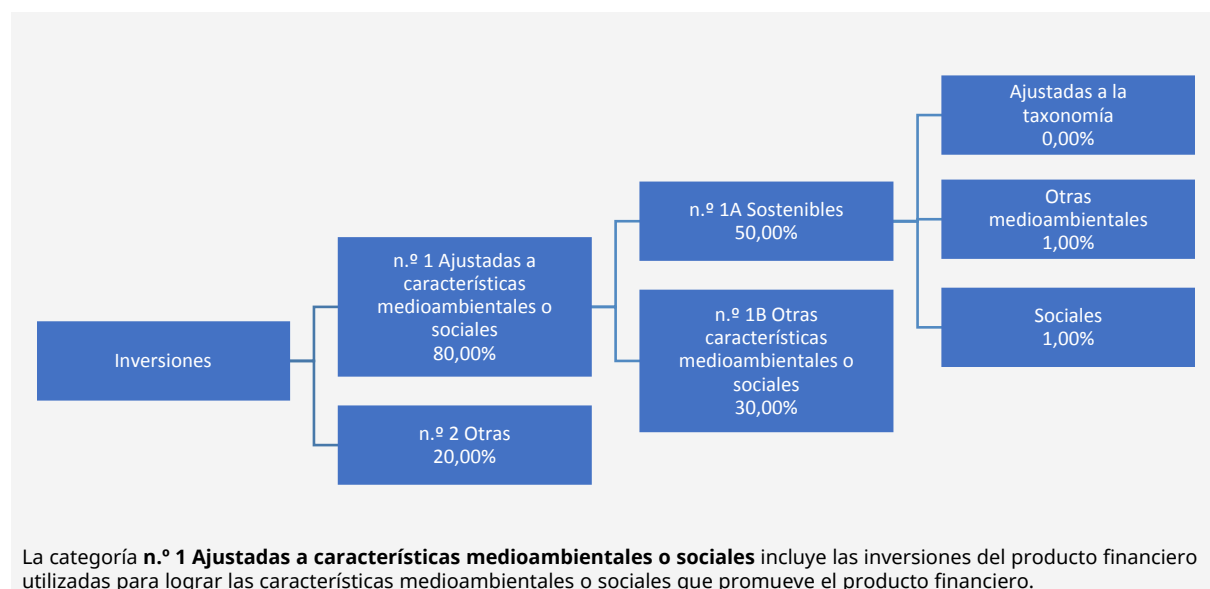 Inversiones
n.º 1 Ajustadas a
características
medioambientales o
sociales
80,00%
n.º 2 Otras
20,00%
n.º 1A Sostenibles
50,00%
n.º 1B Otras
características
medioambientales o
sociales
30,00%
Ajustadas a la
taxonomía
0,00%
Otras
medioambientales
1,00%
Sociales
1,00%
La categoría n.º 1 Ajustadas a características medioambientales o sociales incluye las inversiones del producto financiero
utilizadas para lograr las características medioambientales o sociales que promueve el producto financiero.